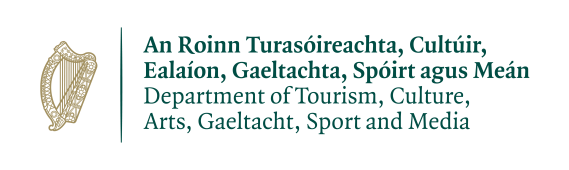 An Roinn Turasóireachta, Cultúir,
Ealaíon, Gaeltachta, Spóirt agus Meán
Department of Tourism, Culture,
Arts, Gaeltacht, Sport and Media